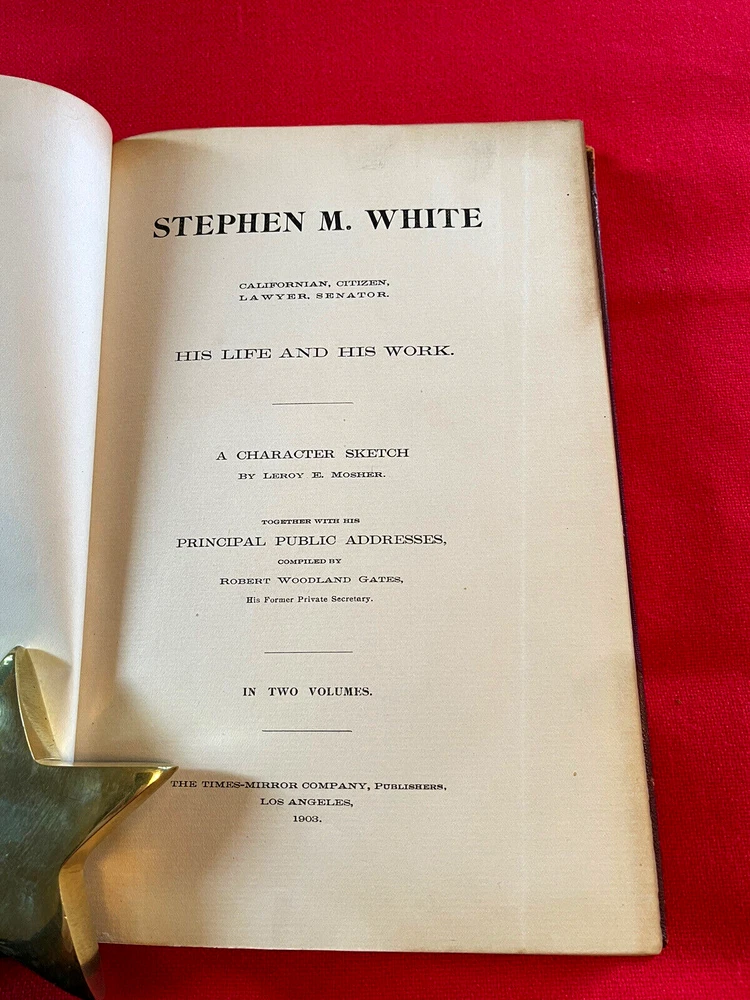 STEPHEN M. WHITE
CALIFORNIAN, CITIZEN,
LAWYER, SENATOR.
HIS LIFE AND HIS WORK.
A CHARACTER SKETCH
BY LEROY E. MOSHER.
TOGETHER WITH HIS
PRINCIPAL PUBLIC ADDRESSES,
COMPILED BY
ROBERT WOODLAND GATES,
His Former Private Secretary.
IN TWO VOLUMES.
THE TIMES-MIRROR COMPANY, PUBLISHERS,
LOS ANGELES,
1903.